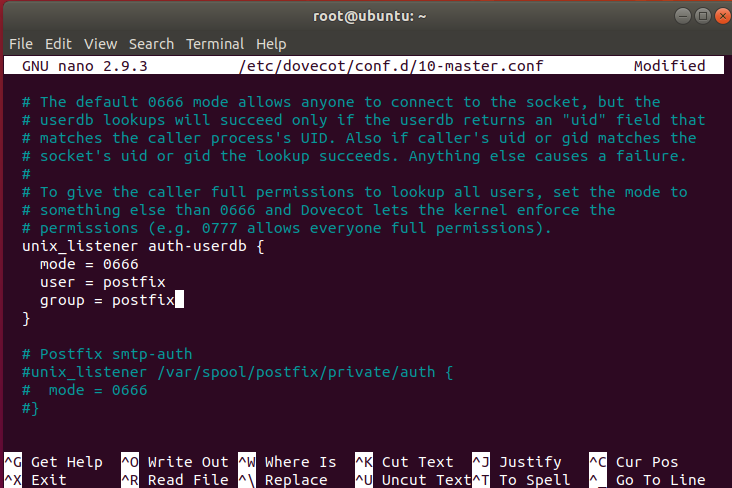 root@ubuntu: ~
File Edit View Search Terminal Help
GNU nano 2.9.3 /etc/dovecot/conf.d/10-master.conf Modified
# The default 0666 mode allows anyone to connect to the socket, but the
# userdb lookups will succeed only if the userdb returns an "uid" field that
# matches the caller process's UID. Also if caller's uid or gid matches the
# socket's uid or gid the lookup succeeds. Anything else causes a failure.
#
# To give the caller full permissions to lookup all users, set the mode to
# something else than 0666 and Dovecot lets the kernel enforce the
# permissions (e.g. 0777 allows everyone full permissions).
unix_listener auth-userdb {
  mode = 0666
  user = postfix
  group = postfix
}
# Postfix smtp-auth
#unix_listener /var/spool/postfix/private/auth {
#  mode = 0666
#}
^G Get Help ^O Write Out ^W Where Is ^K Cut Text ^J Justify ^C Cur Pos
^X Exit ^R Read File ^\ Replace ^U Uncut Text ^T To Spell ^_ Go To Line